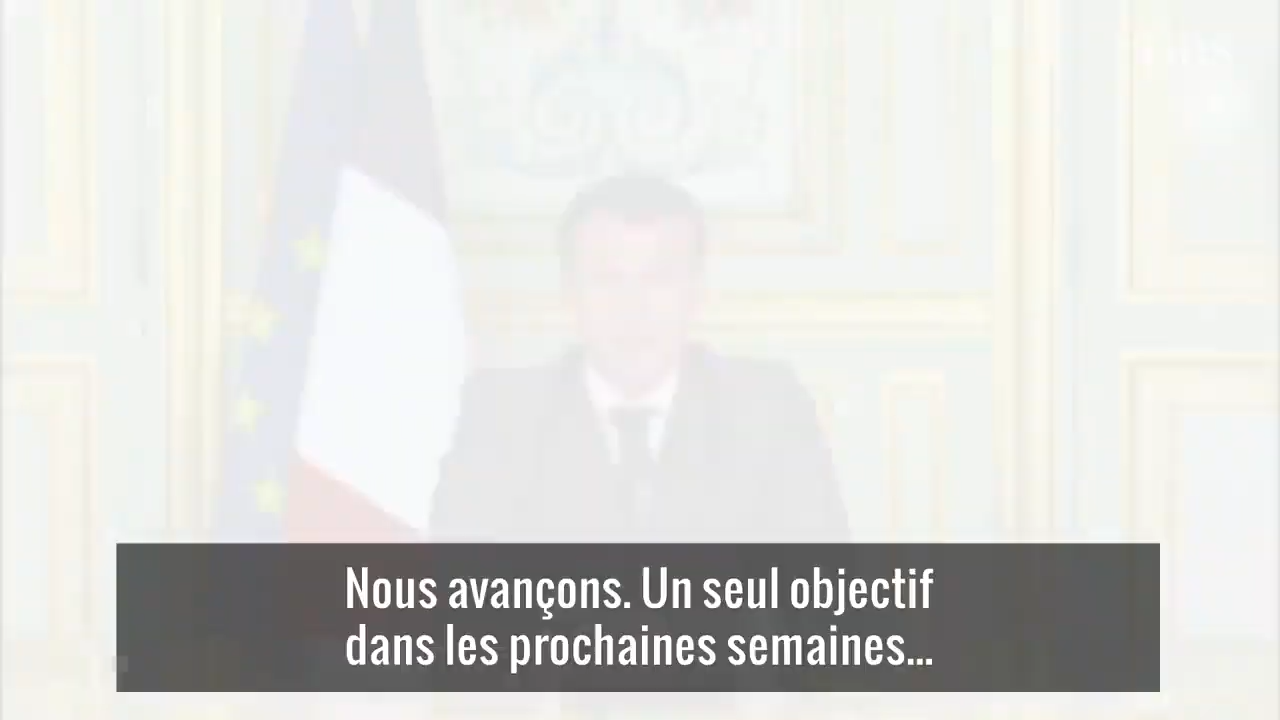 Nous avançons. Un seul objectif
dans les prochaines semaines...